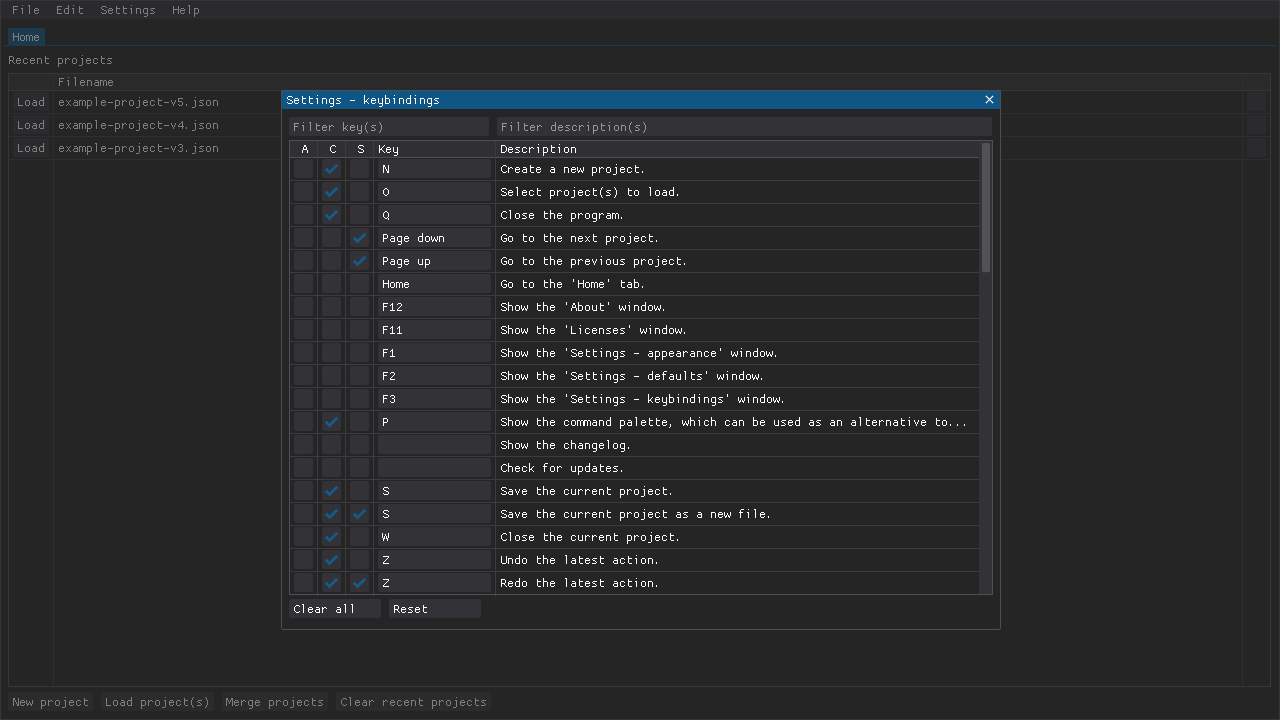 File Edit Settings Help
Home
Recent projects
Filename
Load example-project-v5.json
Load example-project-v4.json
Load example-project-v3.json
Settings - keybindings
Filter key(s) Filter description(s)
A C S Key Description
N Create a new project.
O Select project(s) to load.
Q Close the program.
Page down Go to the next project.
Page up Go to the previous project.
Home Go to the 'Home' tab.
F12 Show the 'About' window.
F11 Show the 'Licenses' window.
F1 Show the 'Settings - appearance' window.
F2 Show the 'Settings - defaults' window.
F3 Show the 'Settings - keybindings' window.
P Show the command palette, which can be used as an alternative to...
Show the changelog.
Check for updates.
S Save the current project.
S Save the current project as a new file.
W Close the current project.
Z Undo the latest action.
Z Redo the latest action.
Clear all Reset
New project Load project(s) Merge projects Clear recent projects